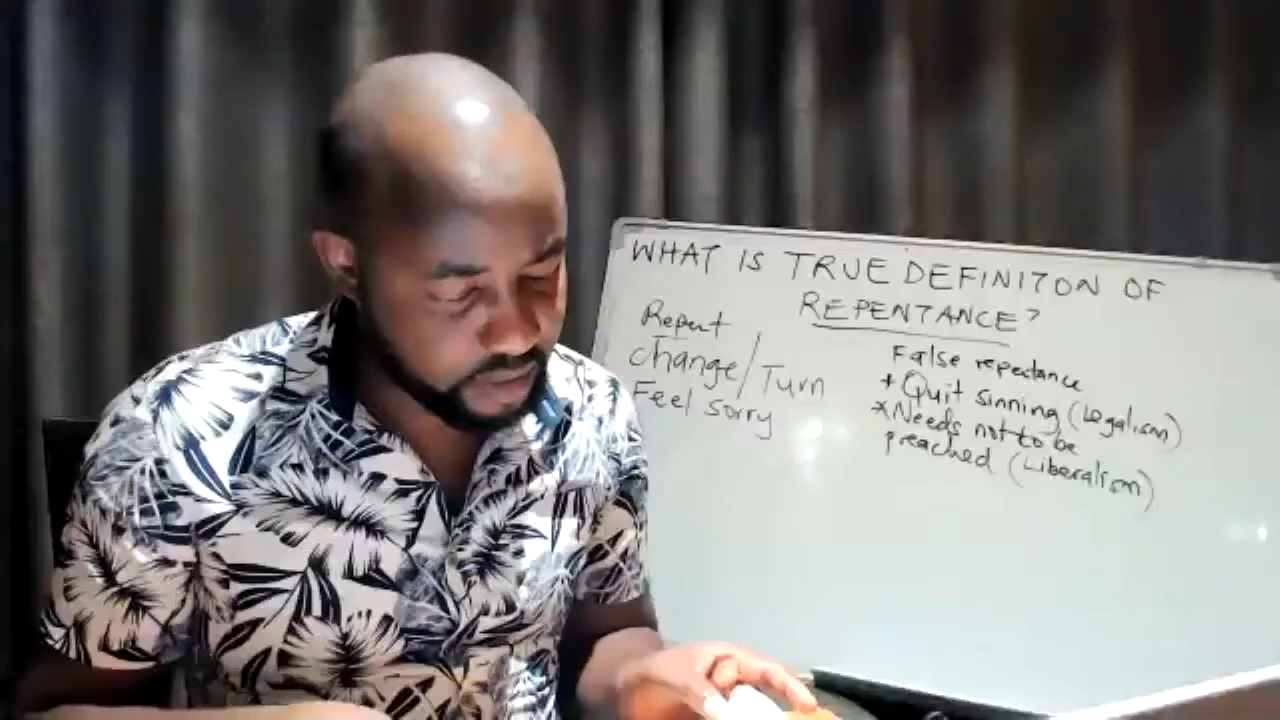 WHAT IS TRUE DEFINITON OF
REPENTANCE?
Repent
change/Turn
Feel sorry
False repentance
* Quit sinning (Legalism)
* Needs not to be
preached (Liberalism)